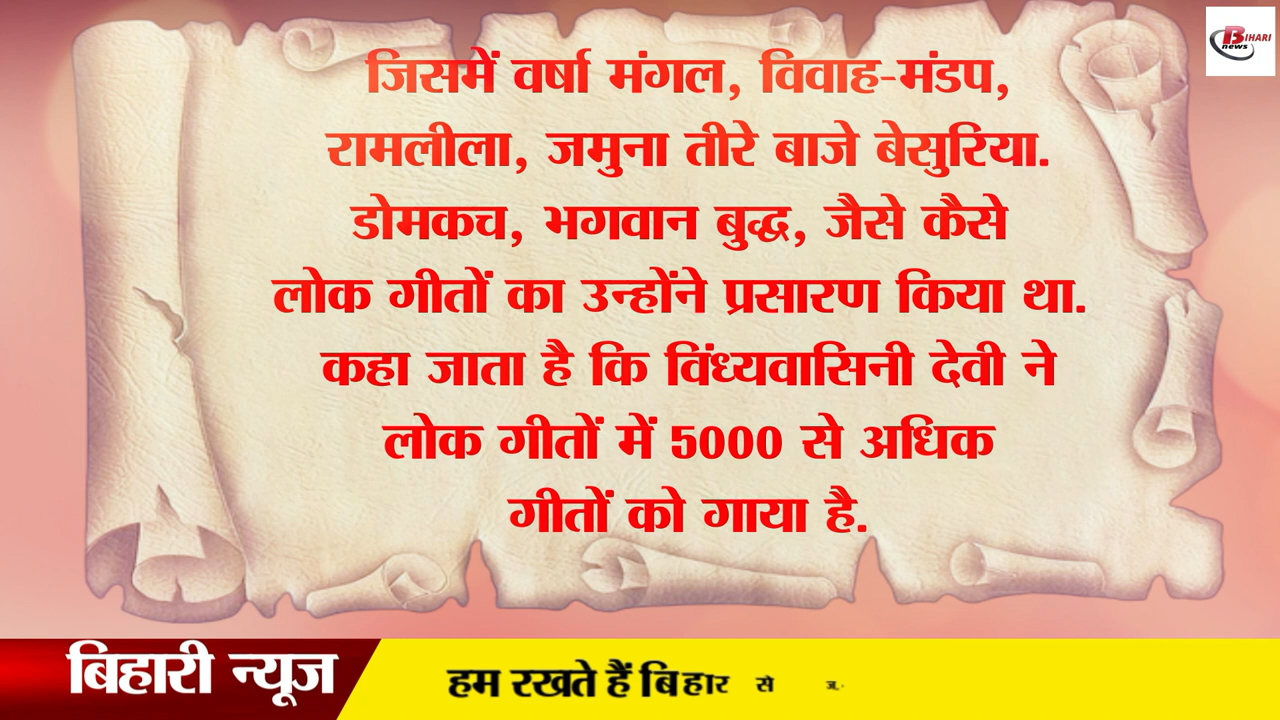 BIHARI
news
जिसमें वर्षा मंगल, विवाह-मंडप,
रामलीला, जमुना तीरे बाजे बेसुरिया.
डोमकच, भगवान बुद्ध, जैसे कैसे
लोक गीतों का उन्होंने प्रसारण किया था.
कहा जाता है कि विंध्यवासिनी देवी ने
लोक गीतों में 5000 से अधिक
गीतों को गाया है.
बिहारी न्यूज
हम रखते हैं बिहार से